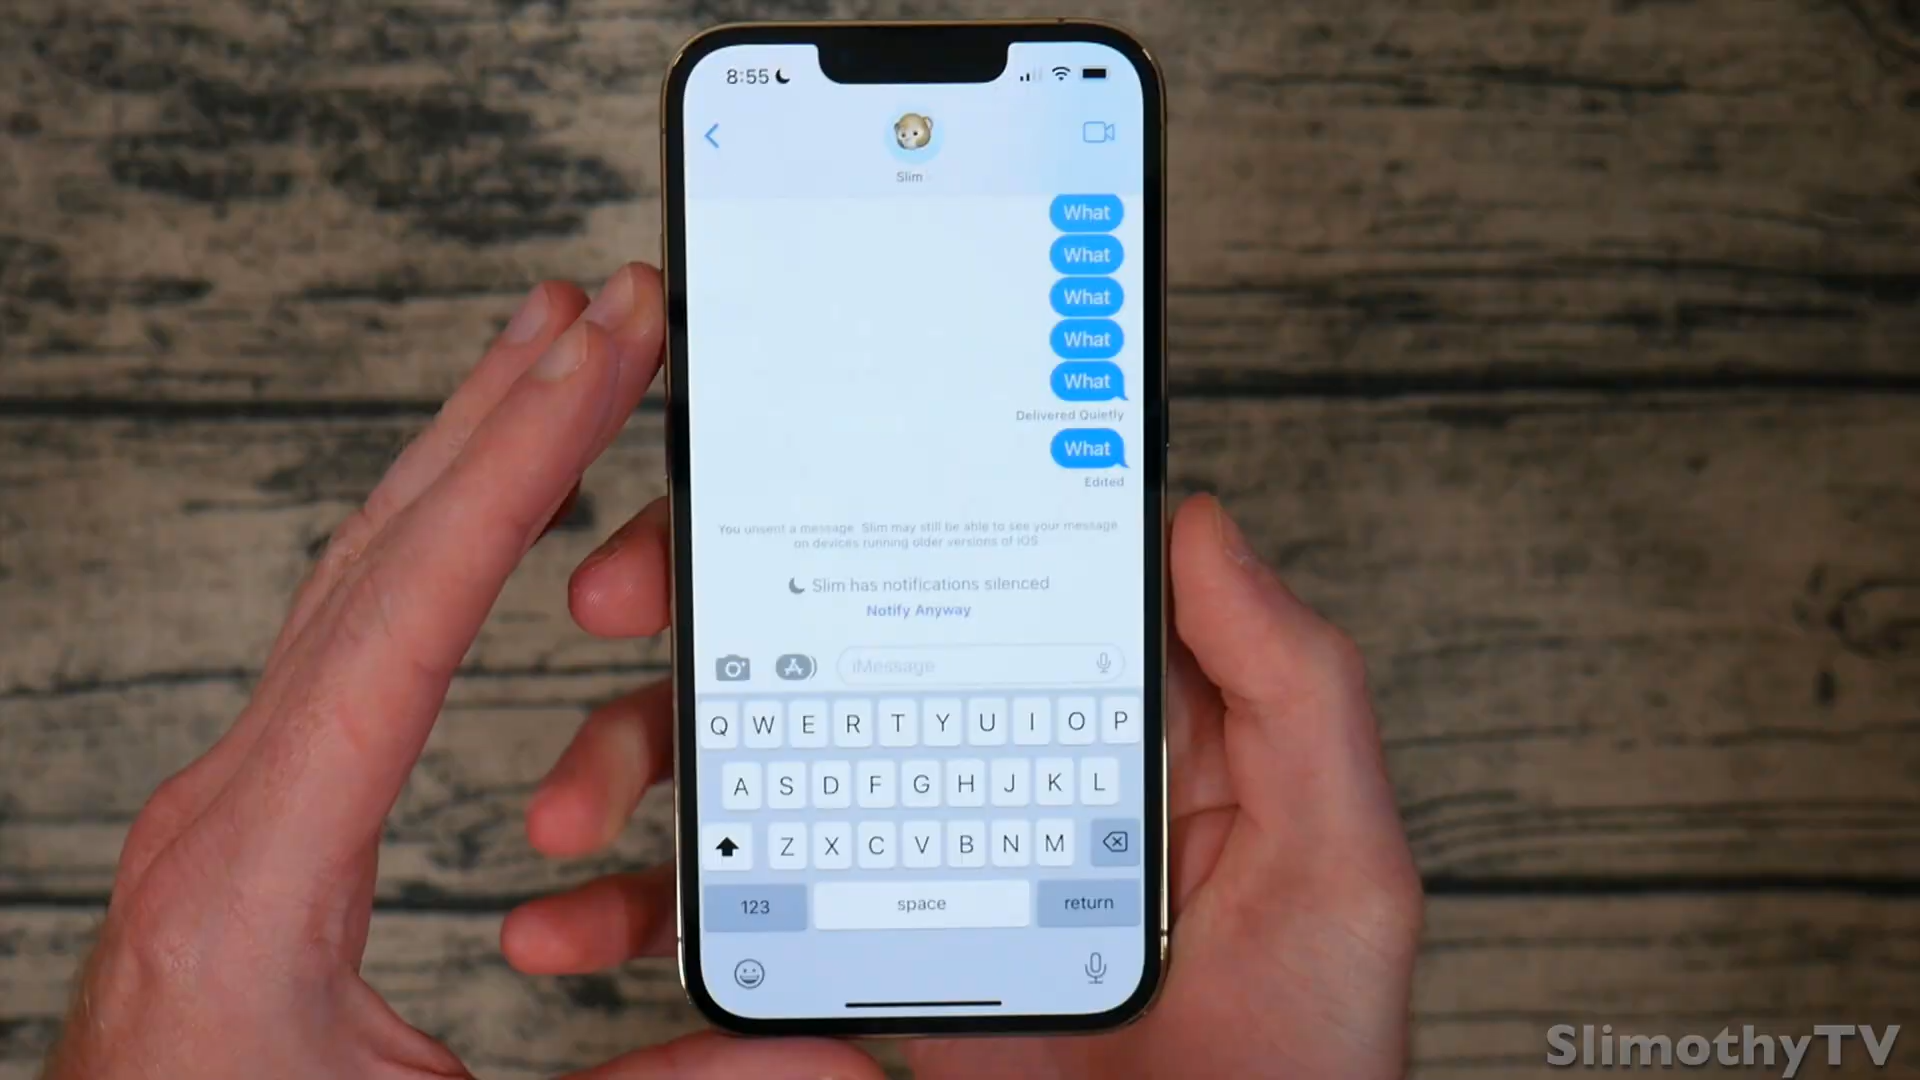 8:55
Slim
What
What
What
What
What
Delivered Quietly
What
Edited
You unsent a message. Slim may still be able to see your message
on devices running older versions of iOS
Slim has notifications silenced
Notify Anyway
iMessage
Q W E R T Y U I O P
A S D F G H J K L
Z X C V B N M
123 space return
SlimothyTV